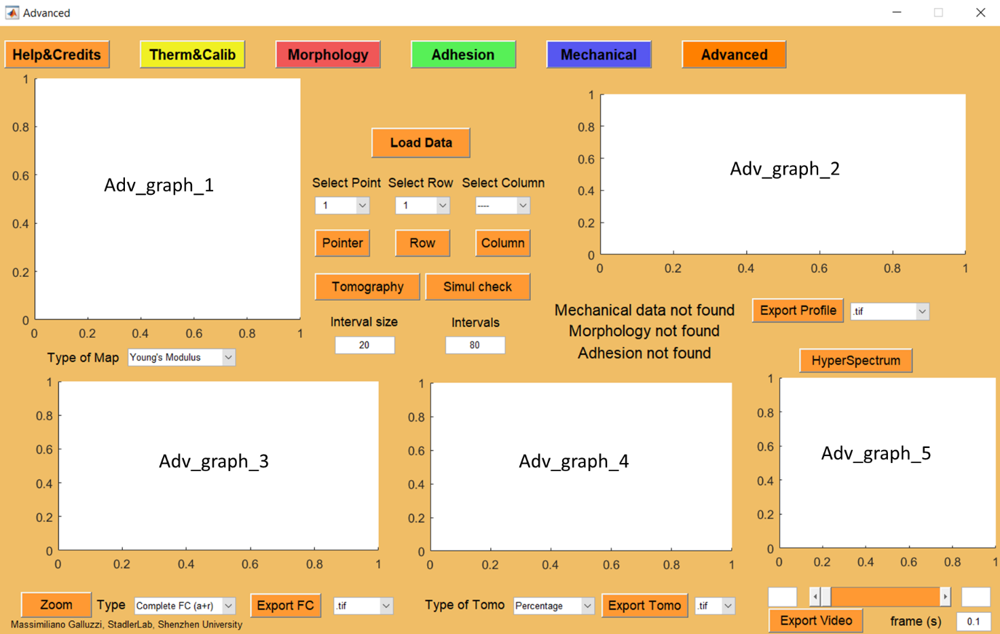 Advanced
Help&Credits Therm&Calib Morphology Adhesion Mechanical Advanced
1
0.8
0.6
0.4
0.2
0
0 0.2 0.4 0.6 0.8 1
Adv_graph_1
Type of Map Young's Modulus
Load Data
Select Point Select Row Select Column
1 1 ----
Pointer Row Column
Tomography Simul check
Interval size Intervals
20 80
1
0.8
0.6
0.4
0.2
0
0 0.2 0.4 0.6 0.8 1
Adv_graph_2
Mechanical data not found
Morphology not found
Adhesion not found
Export Profile .tif
HyperSpectrum
1
0.8
0.6
0.4
0.2
0
0 0.2 0.4 0.6 0.8 1
Adv_graph_3
1
0.8
0.6
0.4
0.2
0
0 0.2 0.4 0.6 0.8 1
Adv_graph_4
1
0.8
0.6
0.4
0.2
0
0 0.2 0.4 0.6 0.8 1
Adv_graph_5
Zoom Type Complete FC (a+r) Export FC .tif
Type of Tomo Percentage Export Tomo .tif
Export Video frame (s) 0.1
Massimiliano Galluzzi, StadlerLab, Shenzhen University